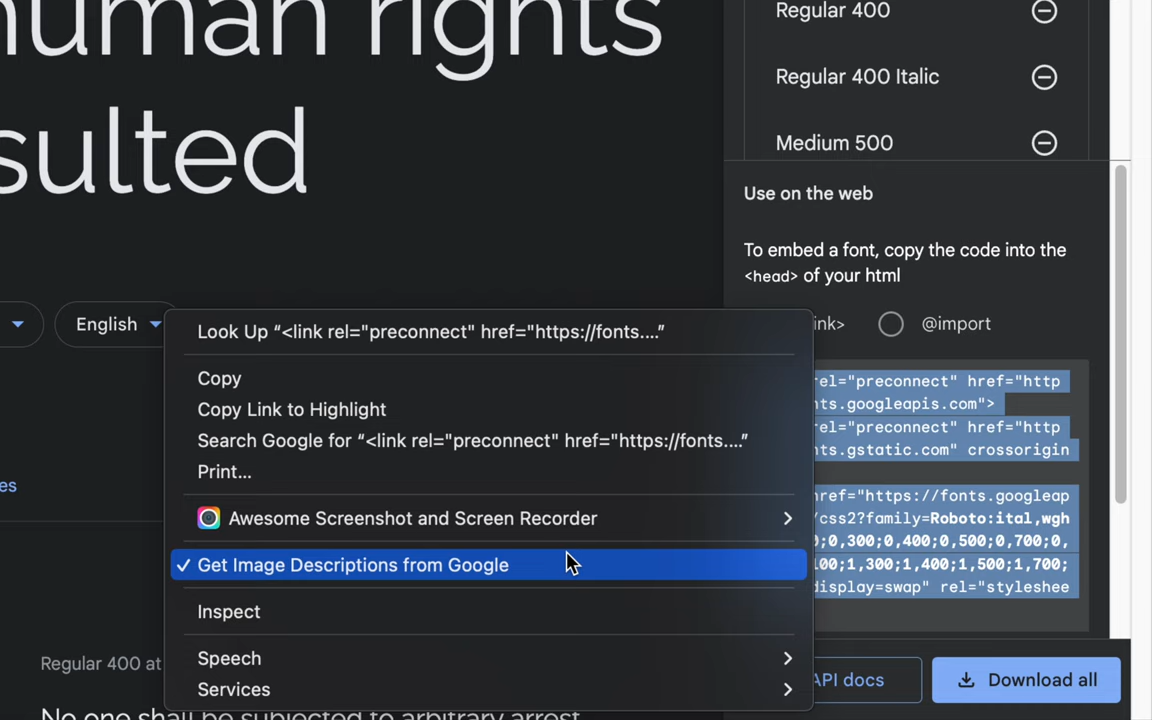 human rights
sulted
Regular 400
Regular 400 Italic
Medium 500
Use on the web
To embed a font, copy the code into the
<head> of your html
ink>
@import
English
Look Up “<link rel="preconnect" href="https://fonts....”
Copy
Copy Link to Highlight
Search Google for “<link rel="preconnect" href="https://fonts....”
Print...
Awesome Screenshot and Screen Recorder
✓ Get Image Descriptions from Google
Inspect
Speech
Services
rel="preconnect" href="http
nts.googleapis.com">
rel="preconnect" href="http
nts.gstatic.com" crossorigin
href="https://fonts.googleap
/css2?family=Roboto:ital,wgh
0;0,300;0,400;0,500;0,700;0,
100;1,300;1,400;1,500;1,700;
display=swap" rel="styleshee
es
Regular 400 at
No one shall be subjected to arbitrary arrest
API docs
Download all